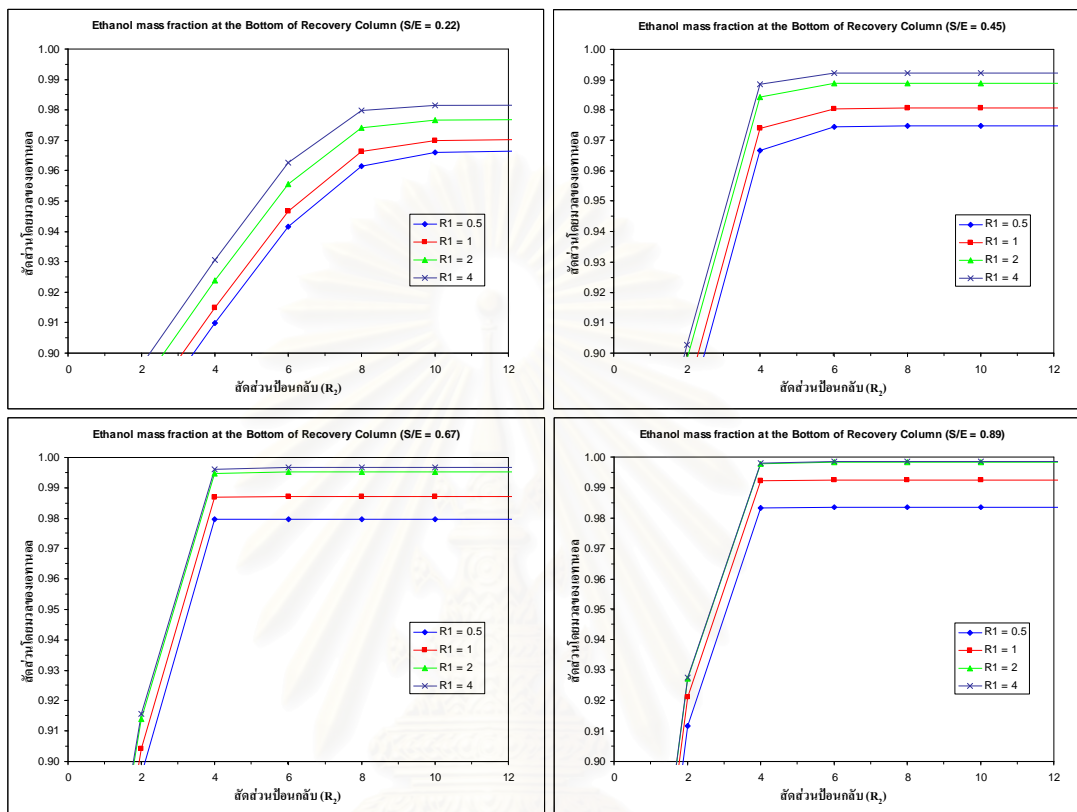 Ethanol mass fraction at the Bottom of Recovery Column (S/E = 0.22)
1.00
0.99
0.98
0.97
0.96
0.95
0.94
0.93
0.92
0.91
0.90
สัดส่วนโดยมวลของเอทานอล
R1 = 0.5
R1 = 1
R1 = 2
R1 = 4
0 2 4 6 8 10 12
สัดส่วนป้อนกลับ (R₂)
Ethanol mass fraction at the Bottom of Recovery Column (S/E = 0.45)
1.00
0.99
0.98
0.97
0.96
0.95
0.94
0.93
0.92
0.91
0.90
สัดส่วนโดยมวลของเอทานอล
R1 = 0.5
R1 = 1
R1 = 2
R1 = 4
0 2 4 6 8 10 12
สัดส่วนป้อนกลับ (R₂)
Ethanol mass fraction at the Bottom of Recovery Column (S/E = 0.67)
1.00
0.99
0.98
0.97
0.96
0.95
0.94
0.93
0.92
0.91
0.90
สัดส่วนโดยมวลของเอทานอล
R1 = 0.5
R1 = 1
R1 = 2
R1 = 4
0 2 4 6 8 10 12
สัดส่วนป้อนกลับ (R₂)
Ethanol mass fraction at the Bottom of Recovery Column (S/E = 0.89)
1.00
0.99
0.98
0.97
0.96
0.95
0.94
0.93
0.92
0.91
0.90
สัดส่วนโดยมวลของเอทานอล
R1 = 0.5
R1 = 1
R1 = 2
R1 = 4
0 2 4 6 8 10 12
สัดส่วนป้อนกลับ (R₂)